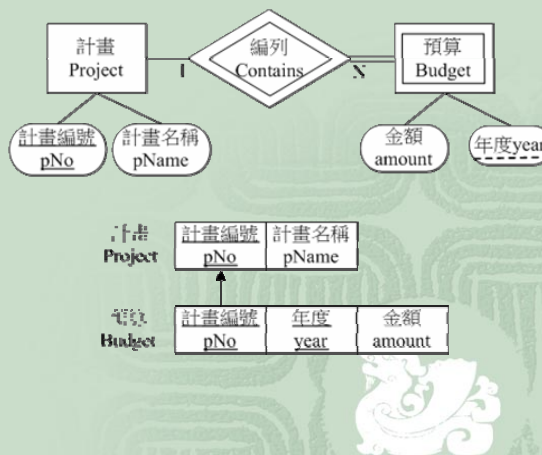 計畫
Project
1
編列
Contains
N
預算
Budget
計畫編號
pNo
計畫名稱
pName
金額
amount
年度year
計畫
Project
計畫編號
pNo
計畫名稱
pName
Budget
計畫編號
pNo
年度
year
金額
amount